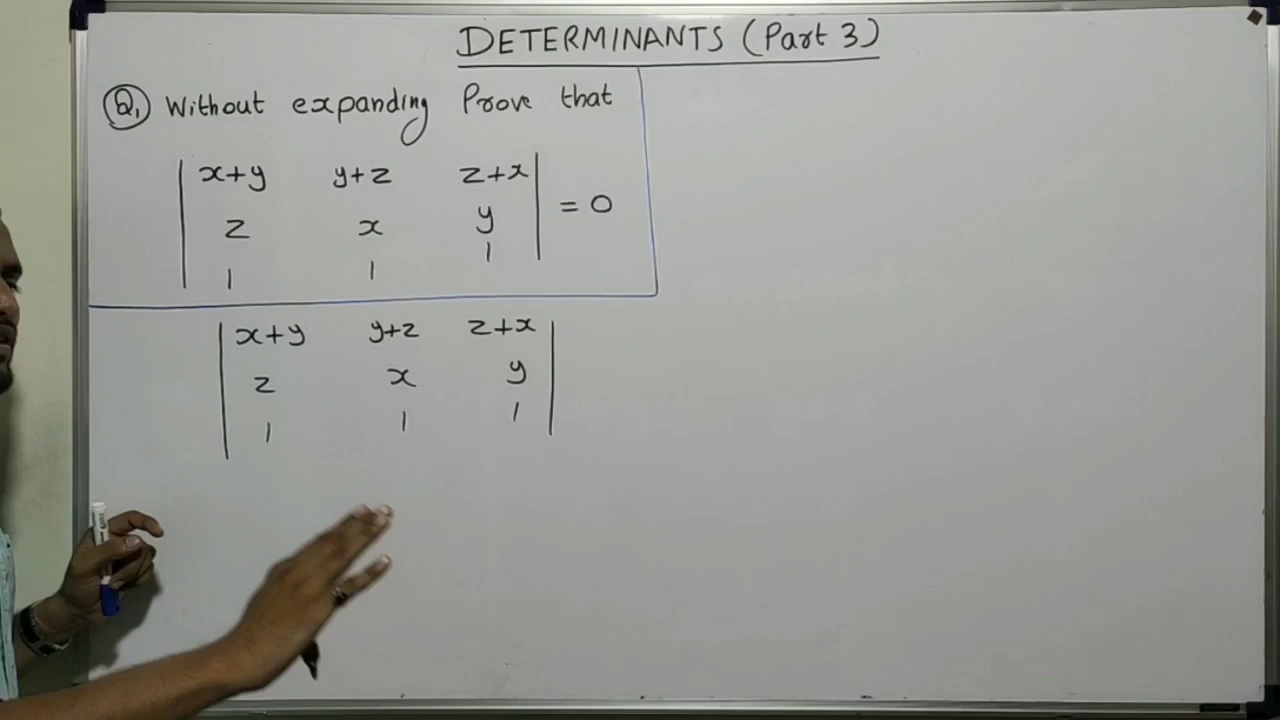 DETERMINANTS (Part 3)
Q1 Without expanding Prove that
x+y y+z z+x
z x y = 0
1 1 1
x+y y+z z+x
z x y
1 1 1